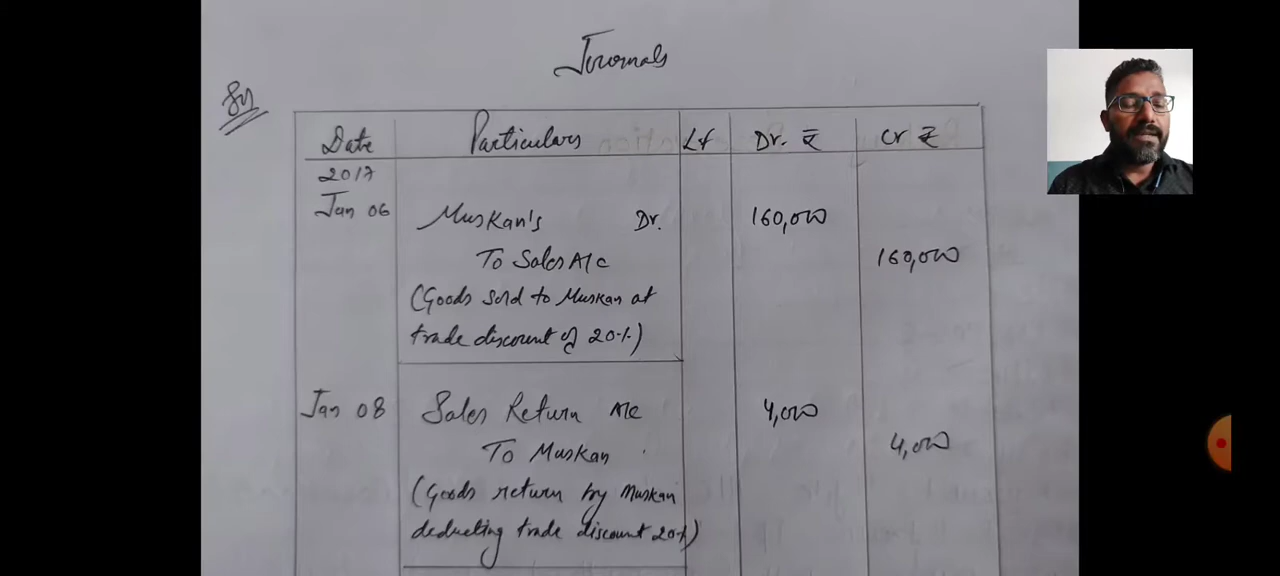 Journals
Date Particulars Lf Dr. ₹ Cr ₹
2017
Jan 06 Muskan's Dr. 160,000
To Sales A/c 160,000
(Goods sold to Muskan at
trade discount of 20%)
Jan 08 Sales Return A/c 4,000
To Muskan 4,000
(Goods return by Muskan
deducting trade discount 20%)